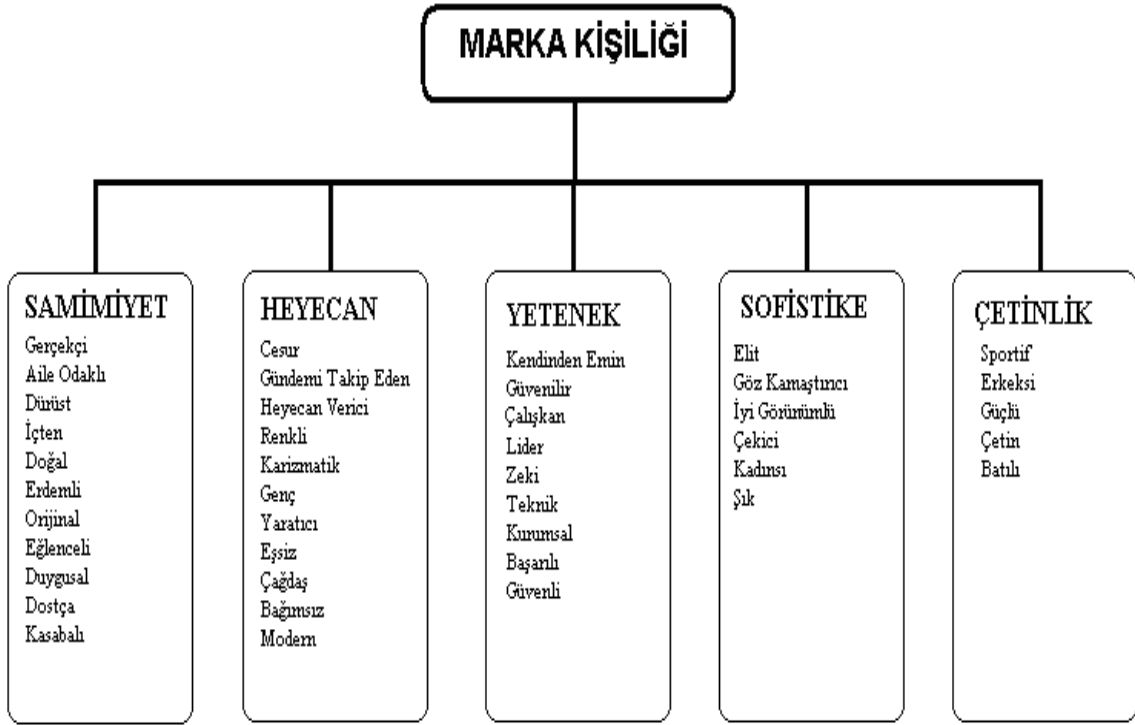 MARKA KİŞİLİĞİ
SAMİMİYET
Gerçekçi
Aile Odaklı
Dürüst
İçten
Doğal
Erdemli
Orijinal
Eğlenceli
Duygusal
Dostça
Kasabalı
HEYECAN
Cesur
Gündemi Takip Eden
Heyecan Verici
Renkli
Karizmatik
Genç
Yaratıcı
Eşsiz
Çağdaş
Bağımsız
Modern
YETENEK
Kendinden Emin
Güvenilir
Çalışkan
Lider
Zeki
Teknik
Kurumsal
Başarılı
Güvenli
SOFİSTİKE
Elit
Göz Kamaştırıcı
İyi Görünümlü
Çekici
Kadınsı
Şık
ÇETİNLİK
Sportif
Erkeksi
Güçlü
Çetin
Batılı